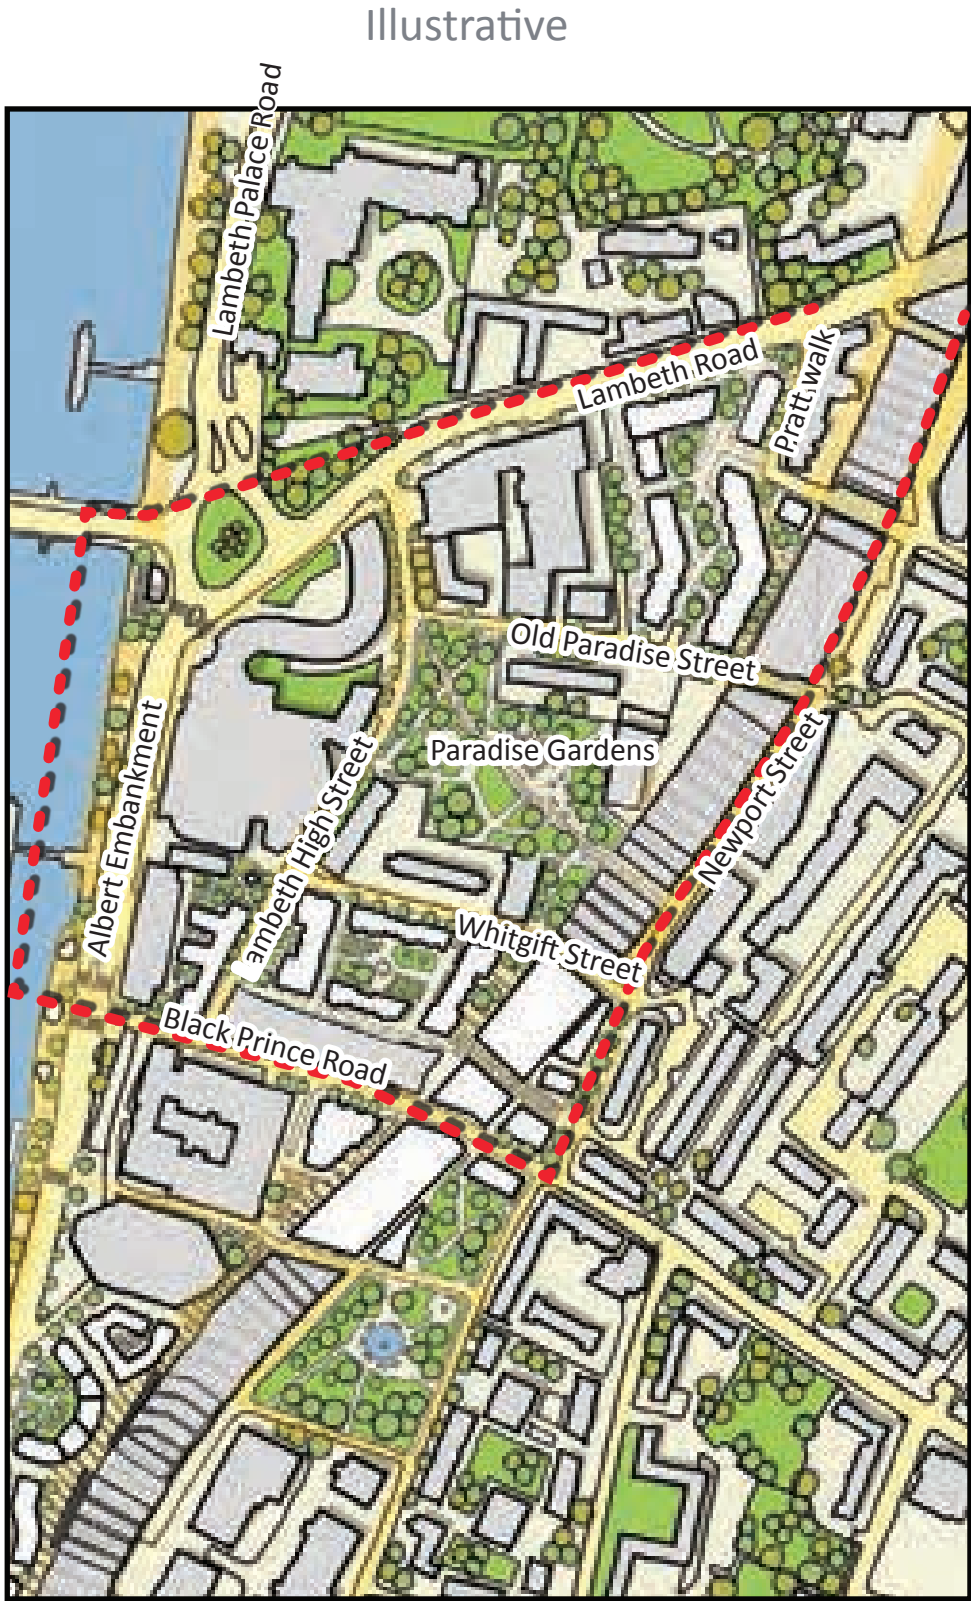 Illustrative
Lambeth Palace Road
Lambeth Road
Pratt walk
Old Paradise Street
Paradise Gardens
Albert Embankment
Lambeth High Street
Newport Street
Whitgift Street
Black Prince Road